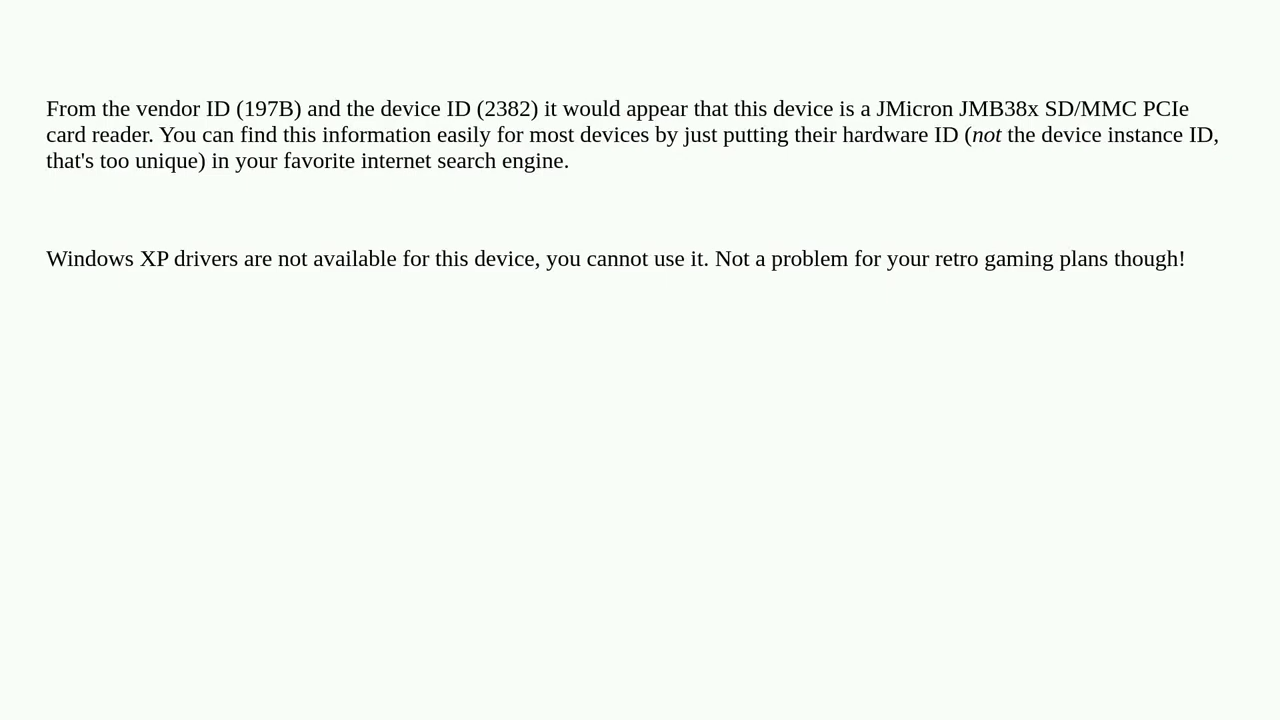 From the vendor ID (197B) and the device ID (2382) it would appear that this device is a JMicron JMB38x SD/MMC PCIe
card reader. You can find this information easily for most devices by just putting their hardware ID (not the device instance ID,
that's too unique) in your favorite internet search engine.
Windows XP drivers are not available for this device, you cannot use it. Not a problem for your retro gaming plans though!